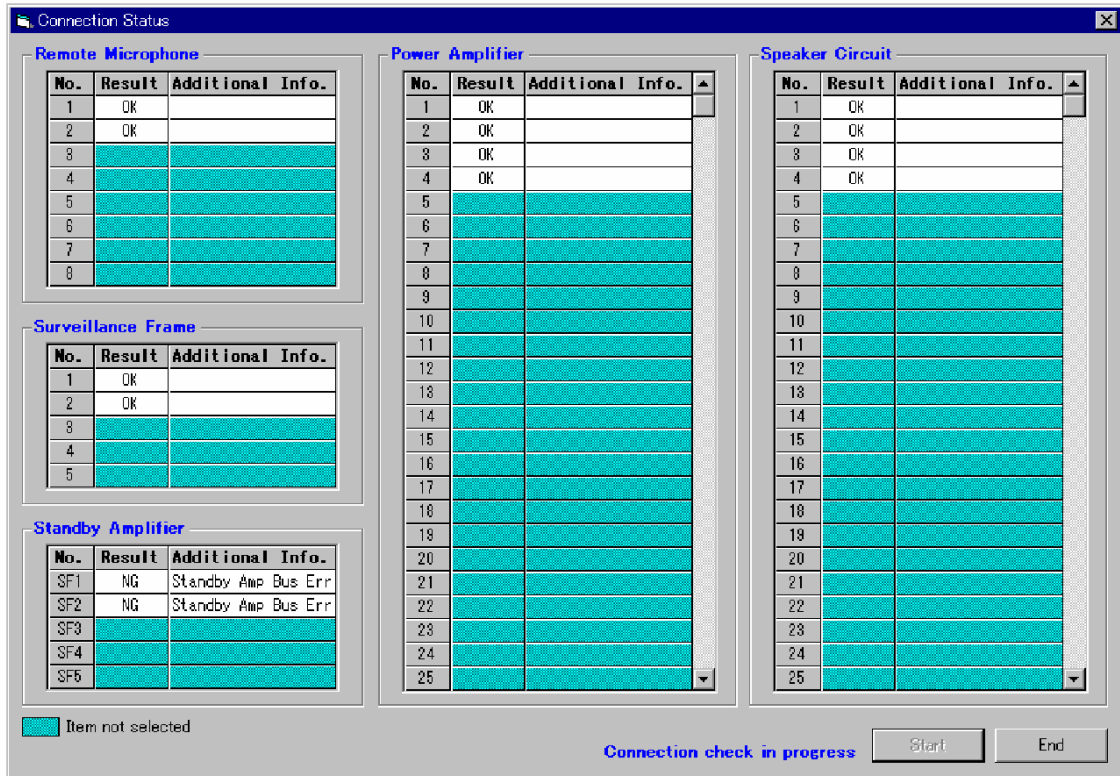 Connection Status
Remote Microphone
No. Result Additional Info.
1 OK
2 OK
3
4
5
6
7
8
Surveillance Frame
No. Result Additional Info.
1 OK
2 OK
3
4
5
Standby Amplifier
No. Result Additional Info.
SF1 NG Standby Amp Bus Err
SF2 NG Standby Amp Bus Err
SF3
SF4
SF5
Item not selected
Power Amplifier
No. Result Additional Info.
1 OK
2 OK
3 OK
4 OK
5
6
7
8
9
10
11
12
13
14
15
16
17
18
19
20
21
22
23
24
25
Speaker Circuit
No. Result Additional Info.
1 OK
2 OK
3 OK
4 OK
5
6
7
8
9
10
11
12
13
14
15
16
17
18
19
20
21
22
23
24
25
Connection check in progress
Start
End